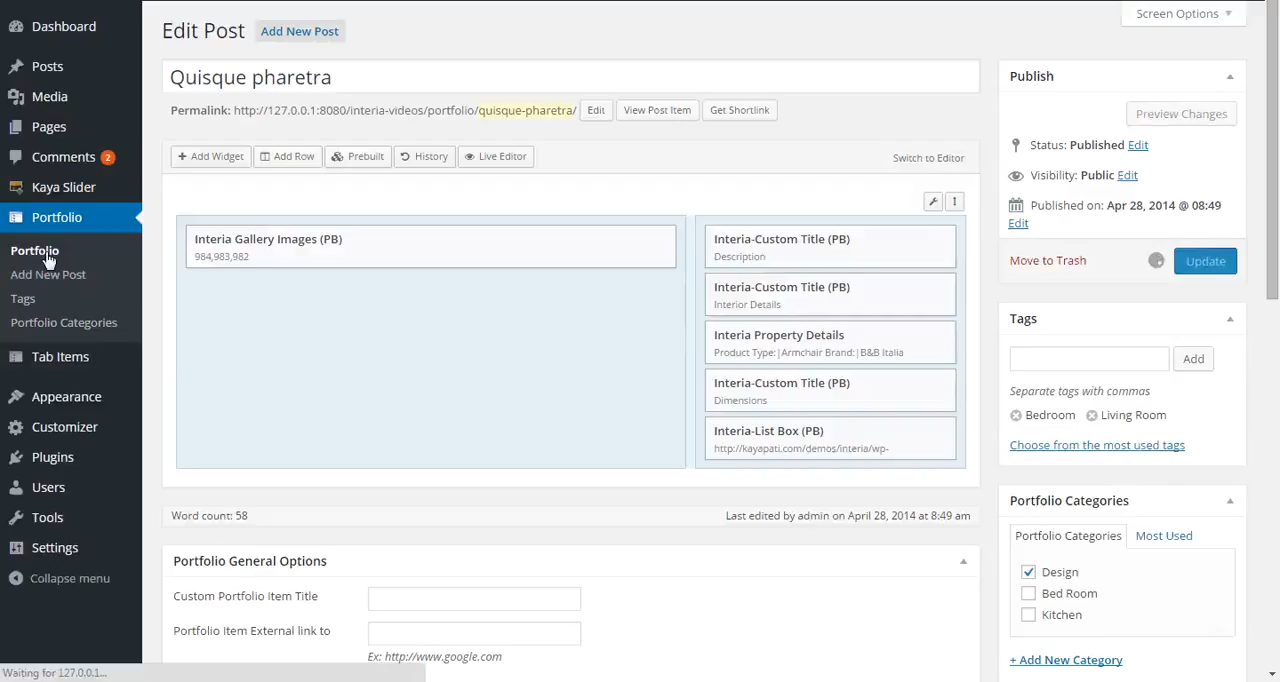 Dashboard
Posts
Media
Pages
Comments 2
Kaya Slider
Portfolio
Portfolio
Add New Post
Tags
Portfolio Categories
Tab Items
Appearance
Customizer
Plugins
Users
Tools
Settings
Collapse menu
Waiting for 127.0.0.1...
Screen Options
Edit Post Add New Post
Quisque pharetra
Permalink: http://127.0.0.1:8080/interia-videos/portfolio/quisque-pharetra/ Edit View Post Item Get Shortlink
Add Widget Add Row Prebuilt History Live Editor Switch to Editor
Interia Gallery Images (PB)
984,983,982
Interia-Custom Title (PB)
Description
Interia-Custom Title (PB)
Interior Details
Interia Property Details
Product Type:|Armchair Brand:|B&B Italia
Interia-Custom Title (PB)
Dimensions
Interia-List Box (PB)
http://kayapati.com/demos/interia/wp-
Word count: 58 Last edited by admin on April 28, 2014 at 8:49 am
Portfolio General Options
Custom Portfolio Item Title
Portfolio Item External link to
Ex: http://www.google.com
Publish
Preview Changes
Status: Published Edit
Visibility: Public Edit
Published on: Apr 28, 2014 @ 08:49
Edit
Move to Trash Update
Tags
Add
Separate tags with commas
Bedroom Living Room
Choose from the most used tags
Portfolio Categories
Portfolio Categories Most Used
Design
Bed Room
Kitchen
+ Add New Category